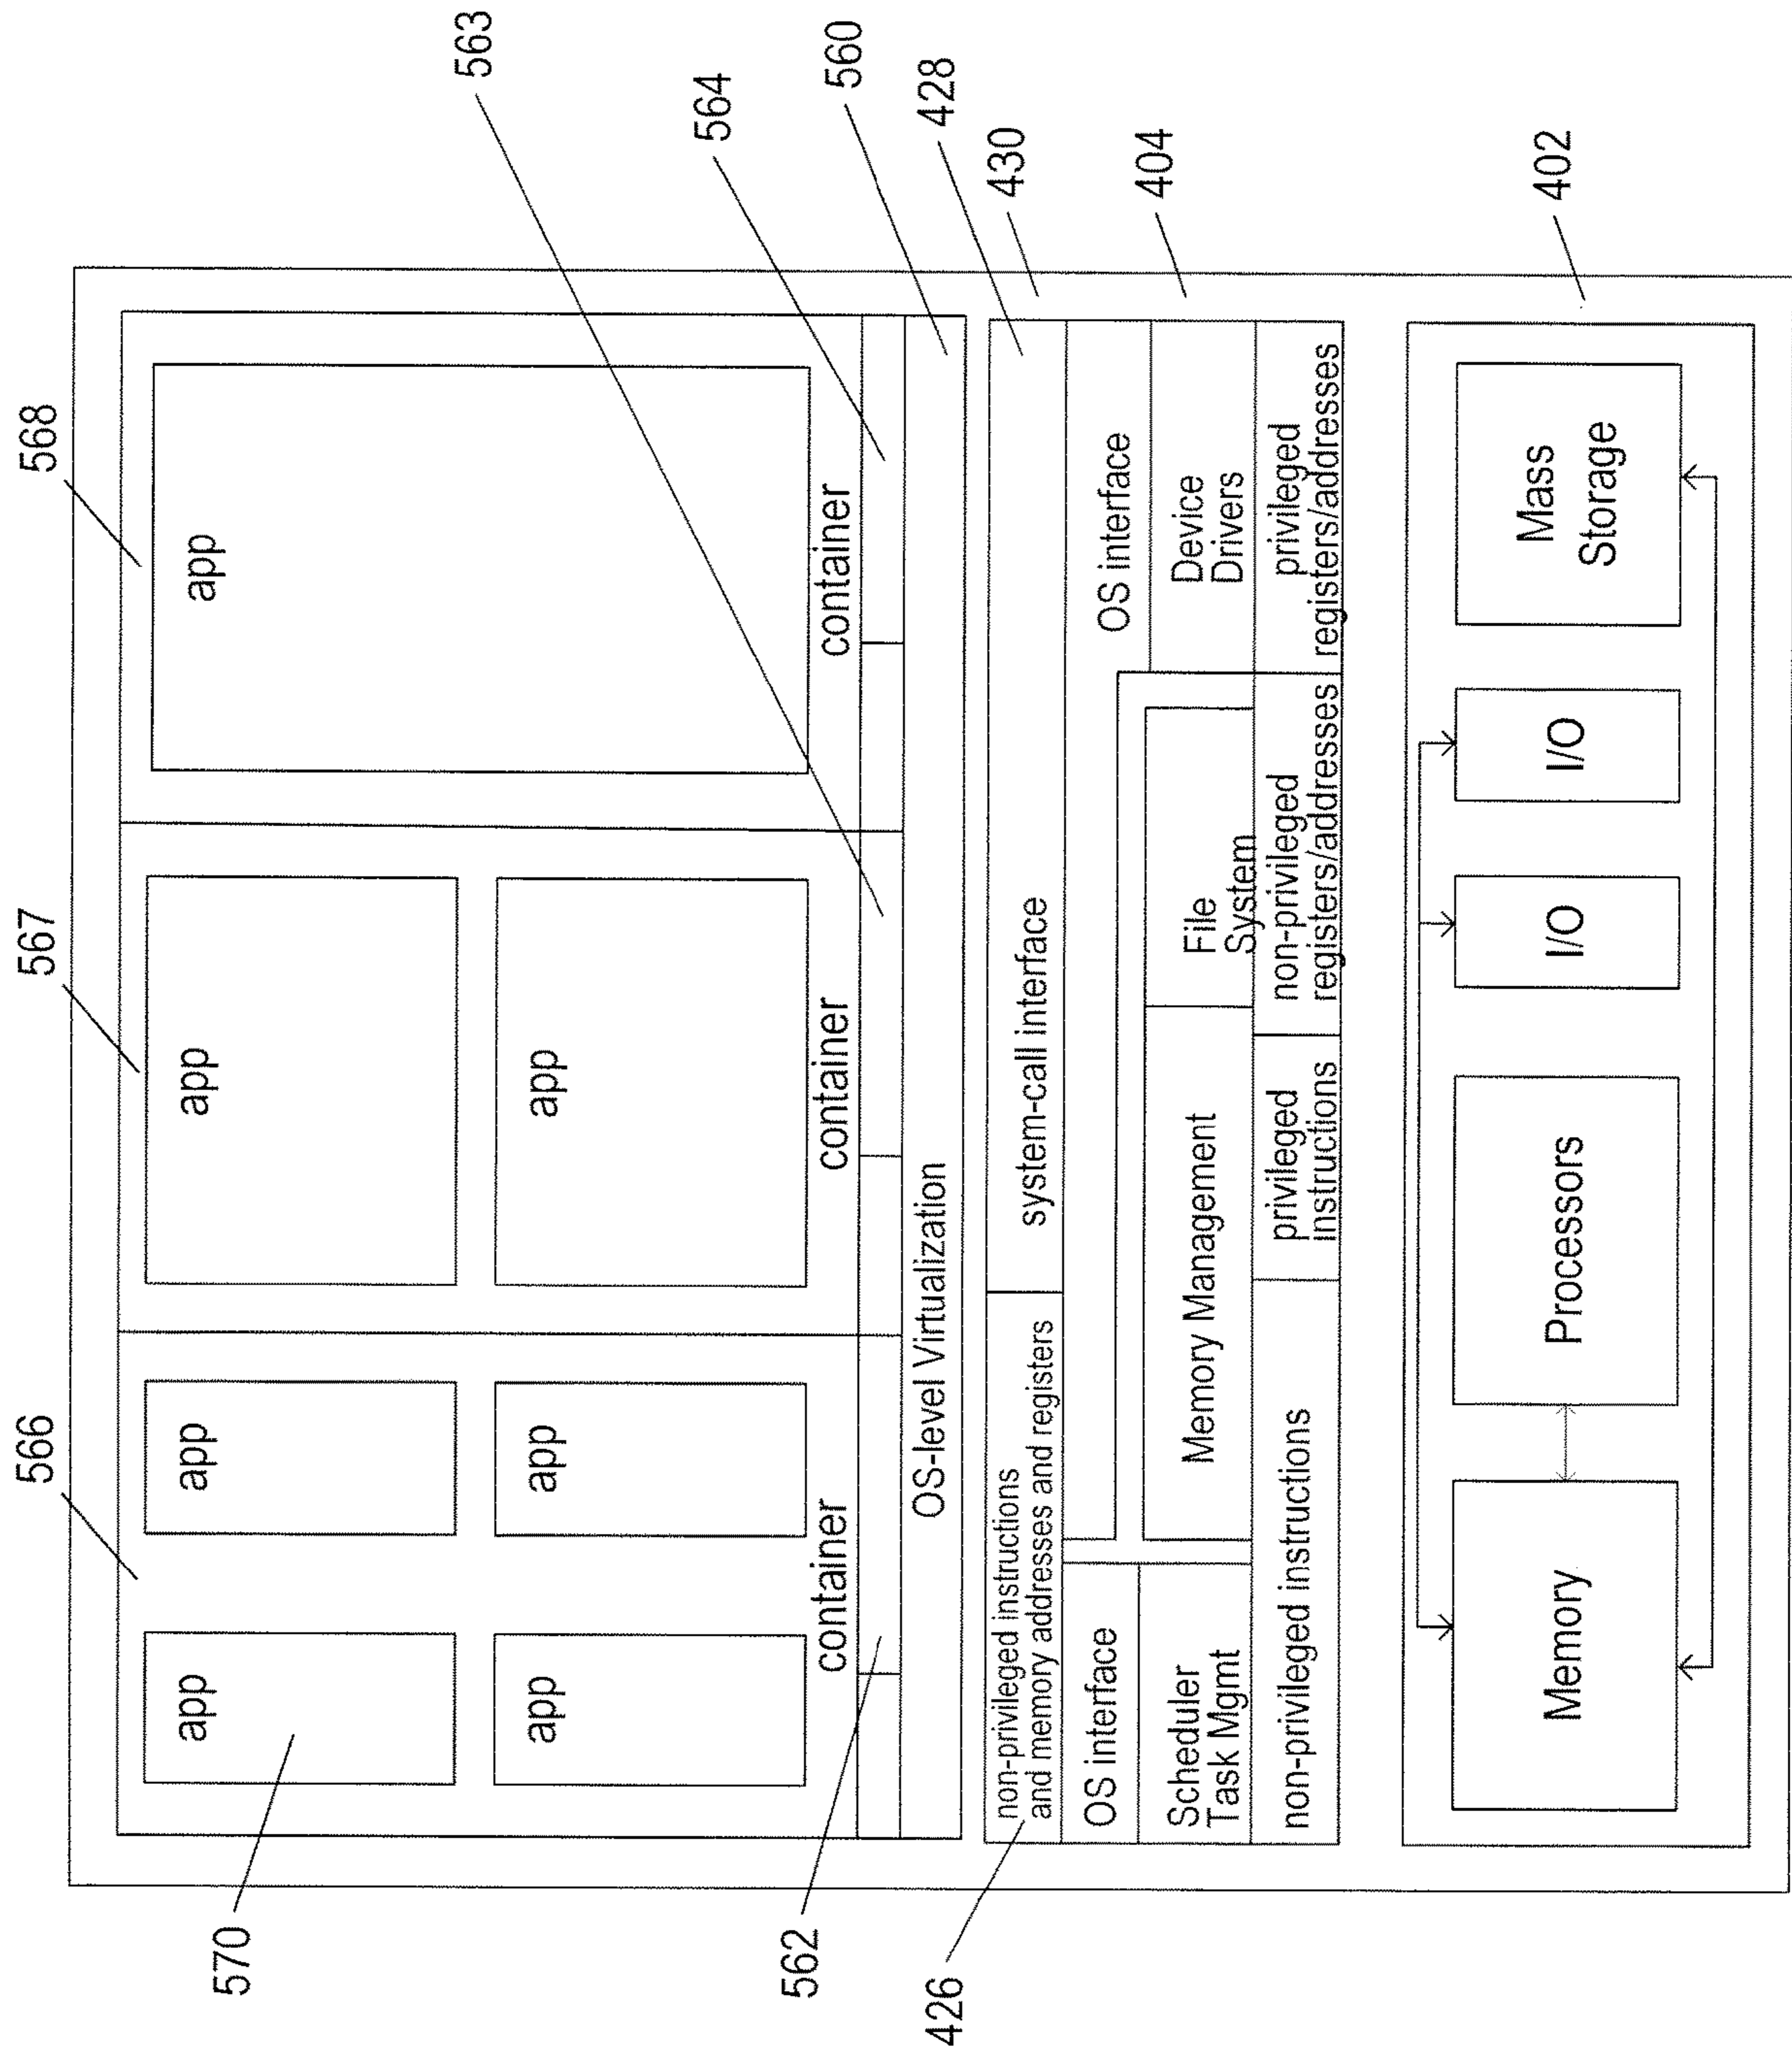 566
567
568
app
app
app
app
app
app
app
570
container
container
container
563
564
560
562
OS-level Virtualization
426
non-privileged instructions
and memory addresses and registers
system-call interface
428
430
OS interface
OS interface
404
Scheduler
Task Mgmt
Memory Management
File
System
Device
Drivers
non-privileged instructions
privileged
instructions
non-privileged
registers/addresses
privileged
registers/addresses
402
Memory
Processors
I/O
I/O
Mass
Storage